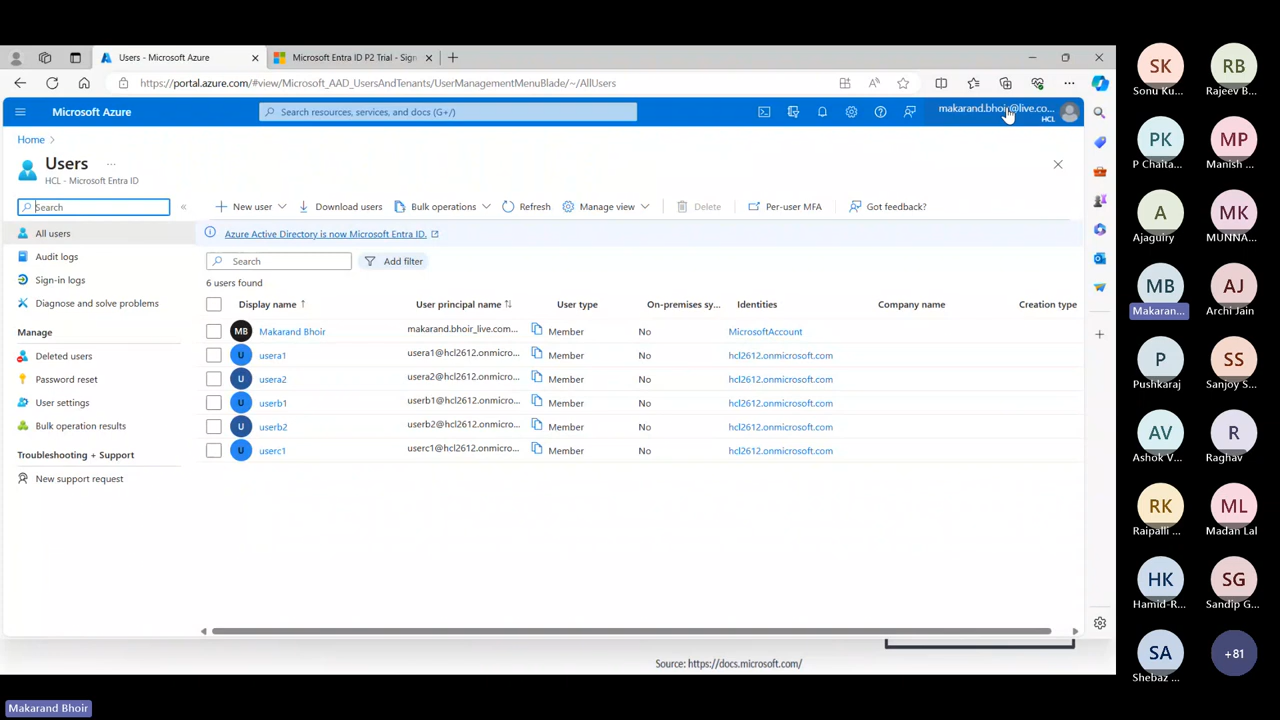 Users - Microsoft Azure
Microsoft Entra ID P2 Trial - Sign
https://portal.azure.com/#view/Microsoft_AAD_UsersAndTenants/UserManagementMenuBlade/~/AllUsers
Microsoft Azure
Search resources, services, and docs (G+/)
makarand.bhoir@live.co...
HCL
Home
Users
...
HCL - Microsoft Entra ID
Search
New user
Download users
Bulk operations
Refresh
Manage view
Delete
Per-user MFA
Got feedback?
All users
Audit logs
Sign-in logs
Diagnose and solve problems
Manage
Deleted users
Password reset
User settings
Bulk operation results
Troubleshooting + Support
New support request
Azure Active Directory is now Microsoft Entra ID.
Search
Add filter
6 users found
Display name User principal name User type On-premises sy... Identities Company name Creation type
MB Makarand Bhoir makarand.bhoir_live.com... Member No MicrosoftAccount
U usera1 usera1@hcl2612.onmicro... Member No hcl2612.onmicrosoft.com
U usera2 usera2@hcl2612.onmicro... Member No hcl2612.onmicrosoft.com
U userb1 userb1@hcl2612.onmicro... Member No hcl2612.onmicrosoft.com
U userb2 userb2@hcl2612.onmicro... Member No hcl2612.onmicrosoft.com
U userc1 userc1@hcl2612.onmicro... Member No hcl2612.onmicrosoft.com
Source: https://docs.microsoft.com/
Makarand Bhoir
SK RB
Sonu Ku... Rajeev B...
PK MP
P Chaita... Manish ...
A MK
Ajaguiry MUNNA...
MB AJ
Makaran... Archi Jain
P SS
Pushkaraj Sanjoy S...
AV R
Ashok V... Raghav
RK ML
Raipalli ... Madan Lal
HK SG
Hamid-R... Sandip G...
SA +81
Shebaz ...